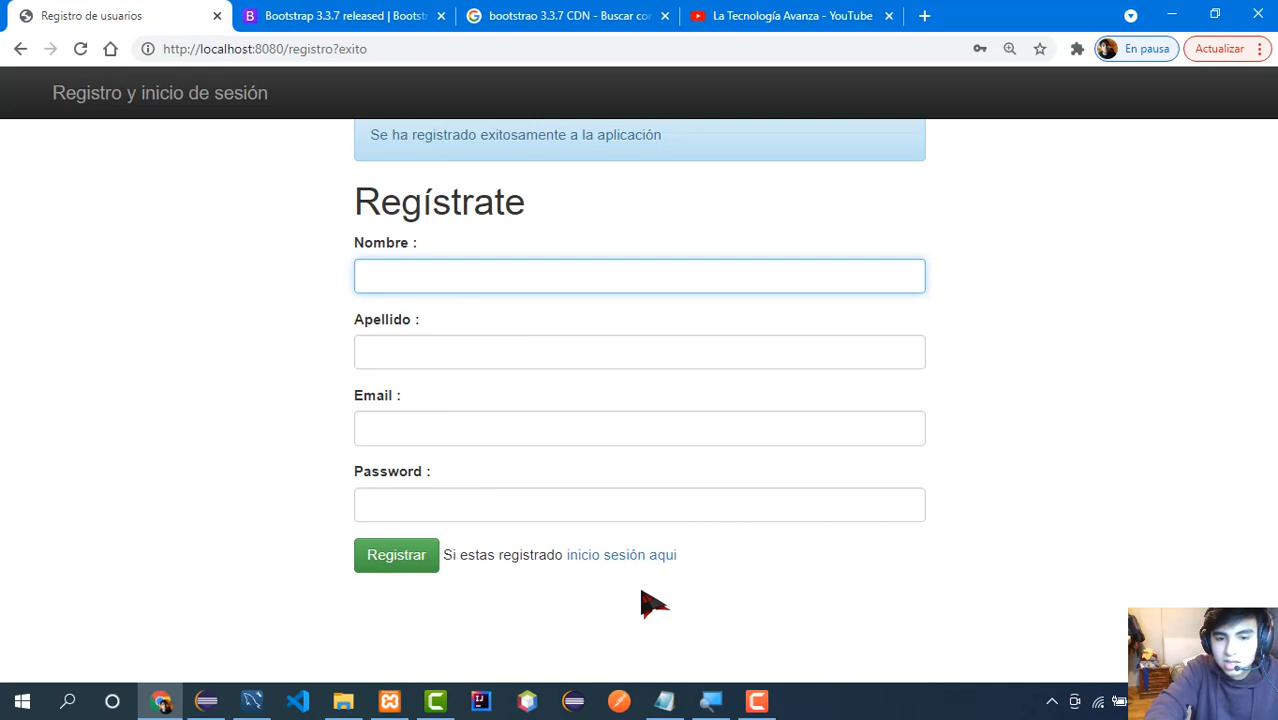 Registro de usuarios
Bootstrap 3.3.7 released | Bootst
bootstrao 3.3.7 CDN - Buscar co
La Tecnología Avanza - YouTube
http://localhost:8080/registro?exito
En pausa
Actualizar
Registro y inicio de sesión
Se ha registrado exitosamente a la aplicación
Regístrate
Nombre :
Apellido :
Email :
Password :
Registrar Si estas registrado inicio sesión aqui